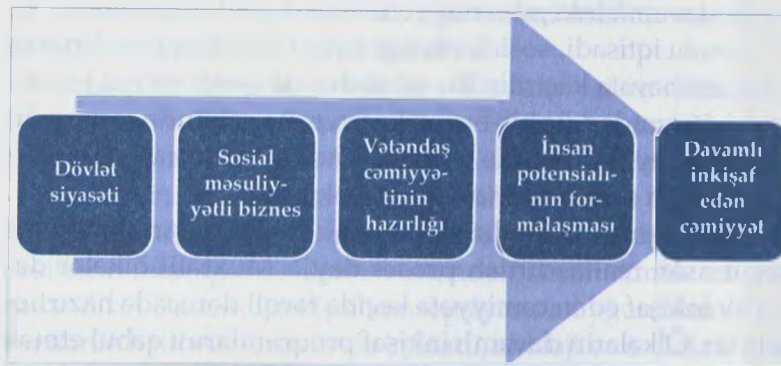 Dövlət
siyasəti
Sosial
məsuliy-
yətli biznes
Vətəndaş
cəmiyyə-
tinin
hazırlığı
İnsan
potensialı-
nın for-
malaşması
Davamlı
inkişaf
edən
cəmiyyət